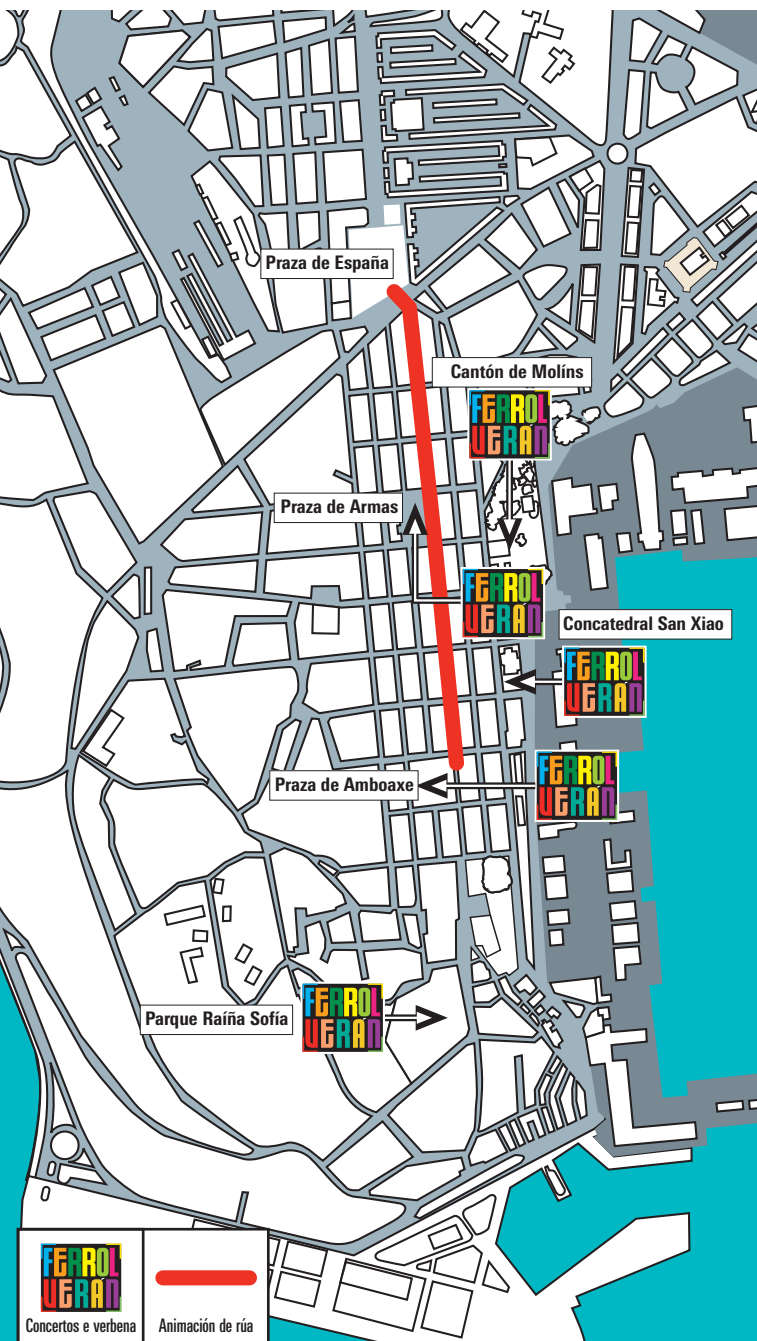 Praza de España
Cantón de Molíns
FERROL
VERÁN
Praza de Armas
FERROL
VERÁN
Concatedral San Xiao
FERROL
VERÁN
Praza de Amboaxe
FERROL
VERÁN
Parque Raíña Sofía
FERROL
VERÁN
FERROL
VERÁN
Concertos e verbena
Animación de rúa